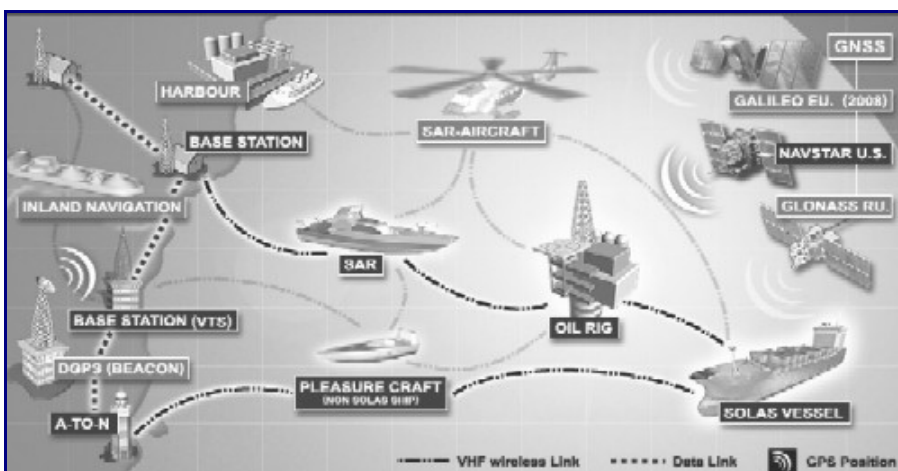 GNSS
HARBOUR
GALILEO EU. (2008)
SAR-AIRCRAFT
BASE STATION
NAVSTAR U.S.
INLAND NAVIGATION
GLONASS RU.
SAR
BASE STATION (VTS)
OIL RIG
DGPS (BEACON)
PLEASURE CRAFT
(NON SOLAS SHIP)
A-TO-N
SOLAS VESSEL
VHF wireless Link
Data Link
GPS Position